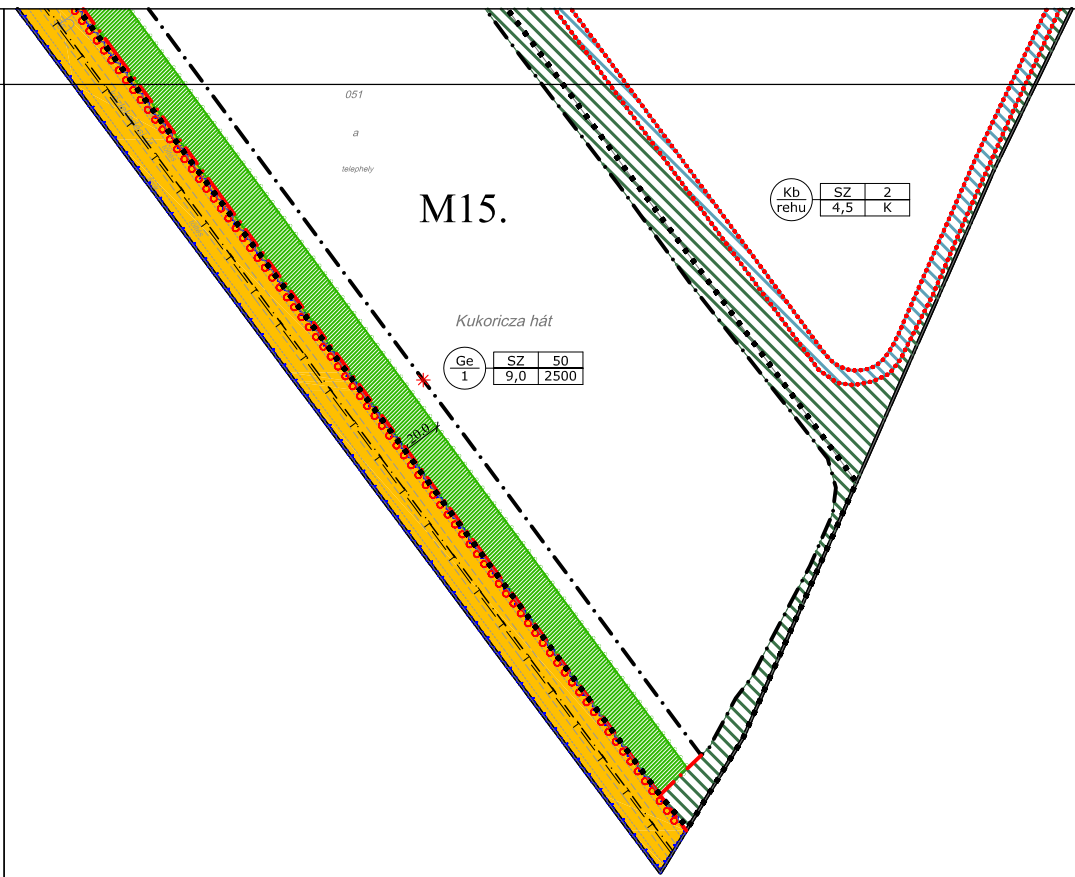 051
a
telephely
M15.
Kb SZ 2
rehu 4,5 K
Kukoricza hát
Ge SZ 50
1 9,0 2500
20.0